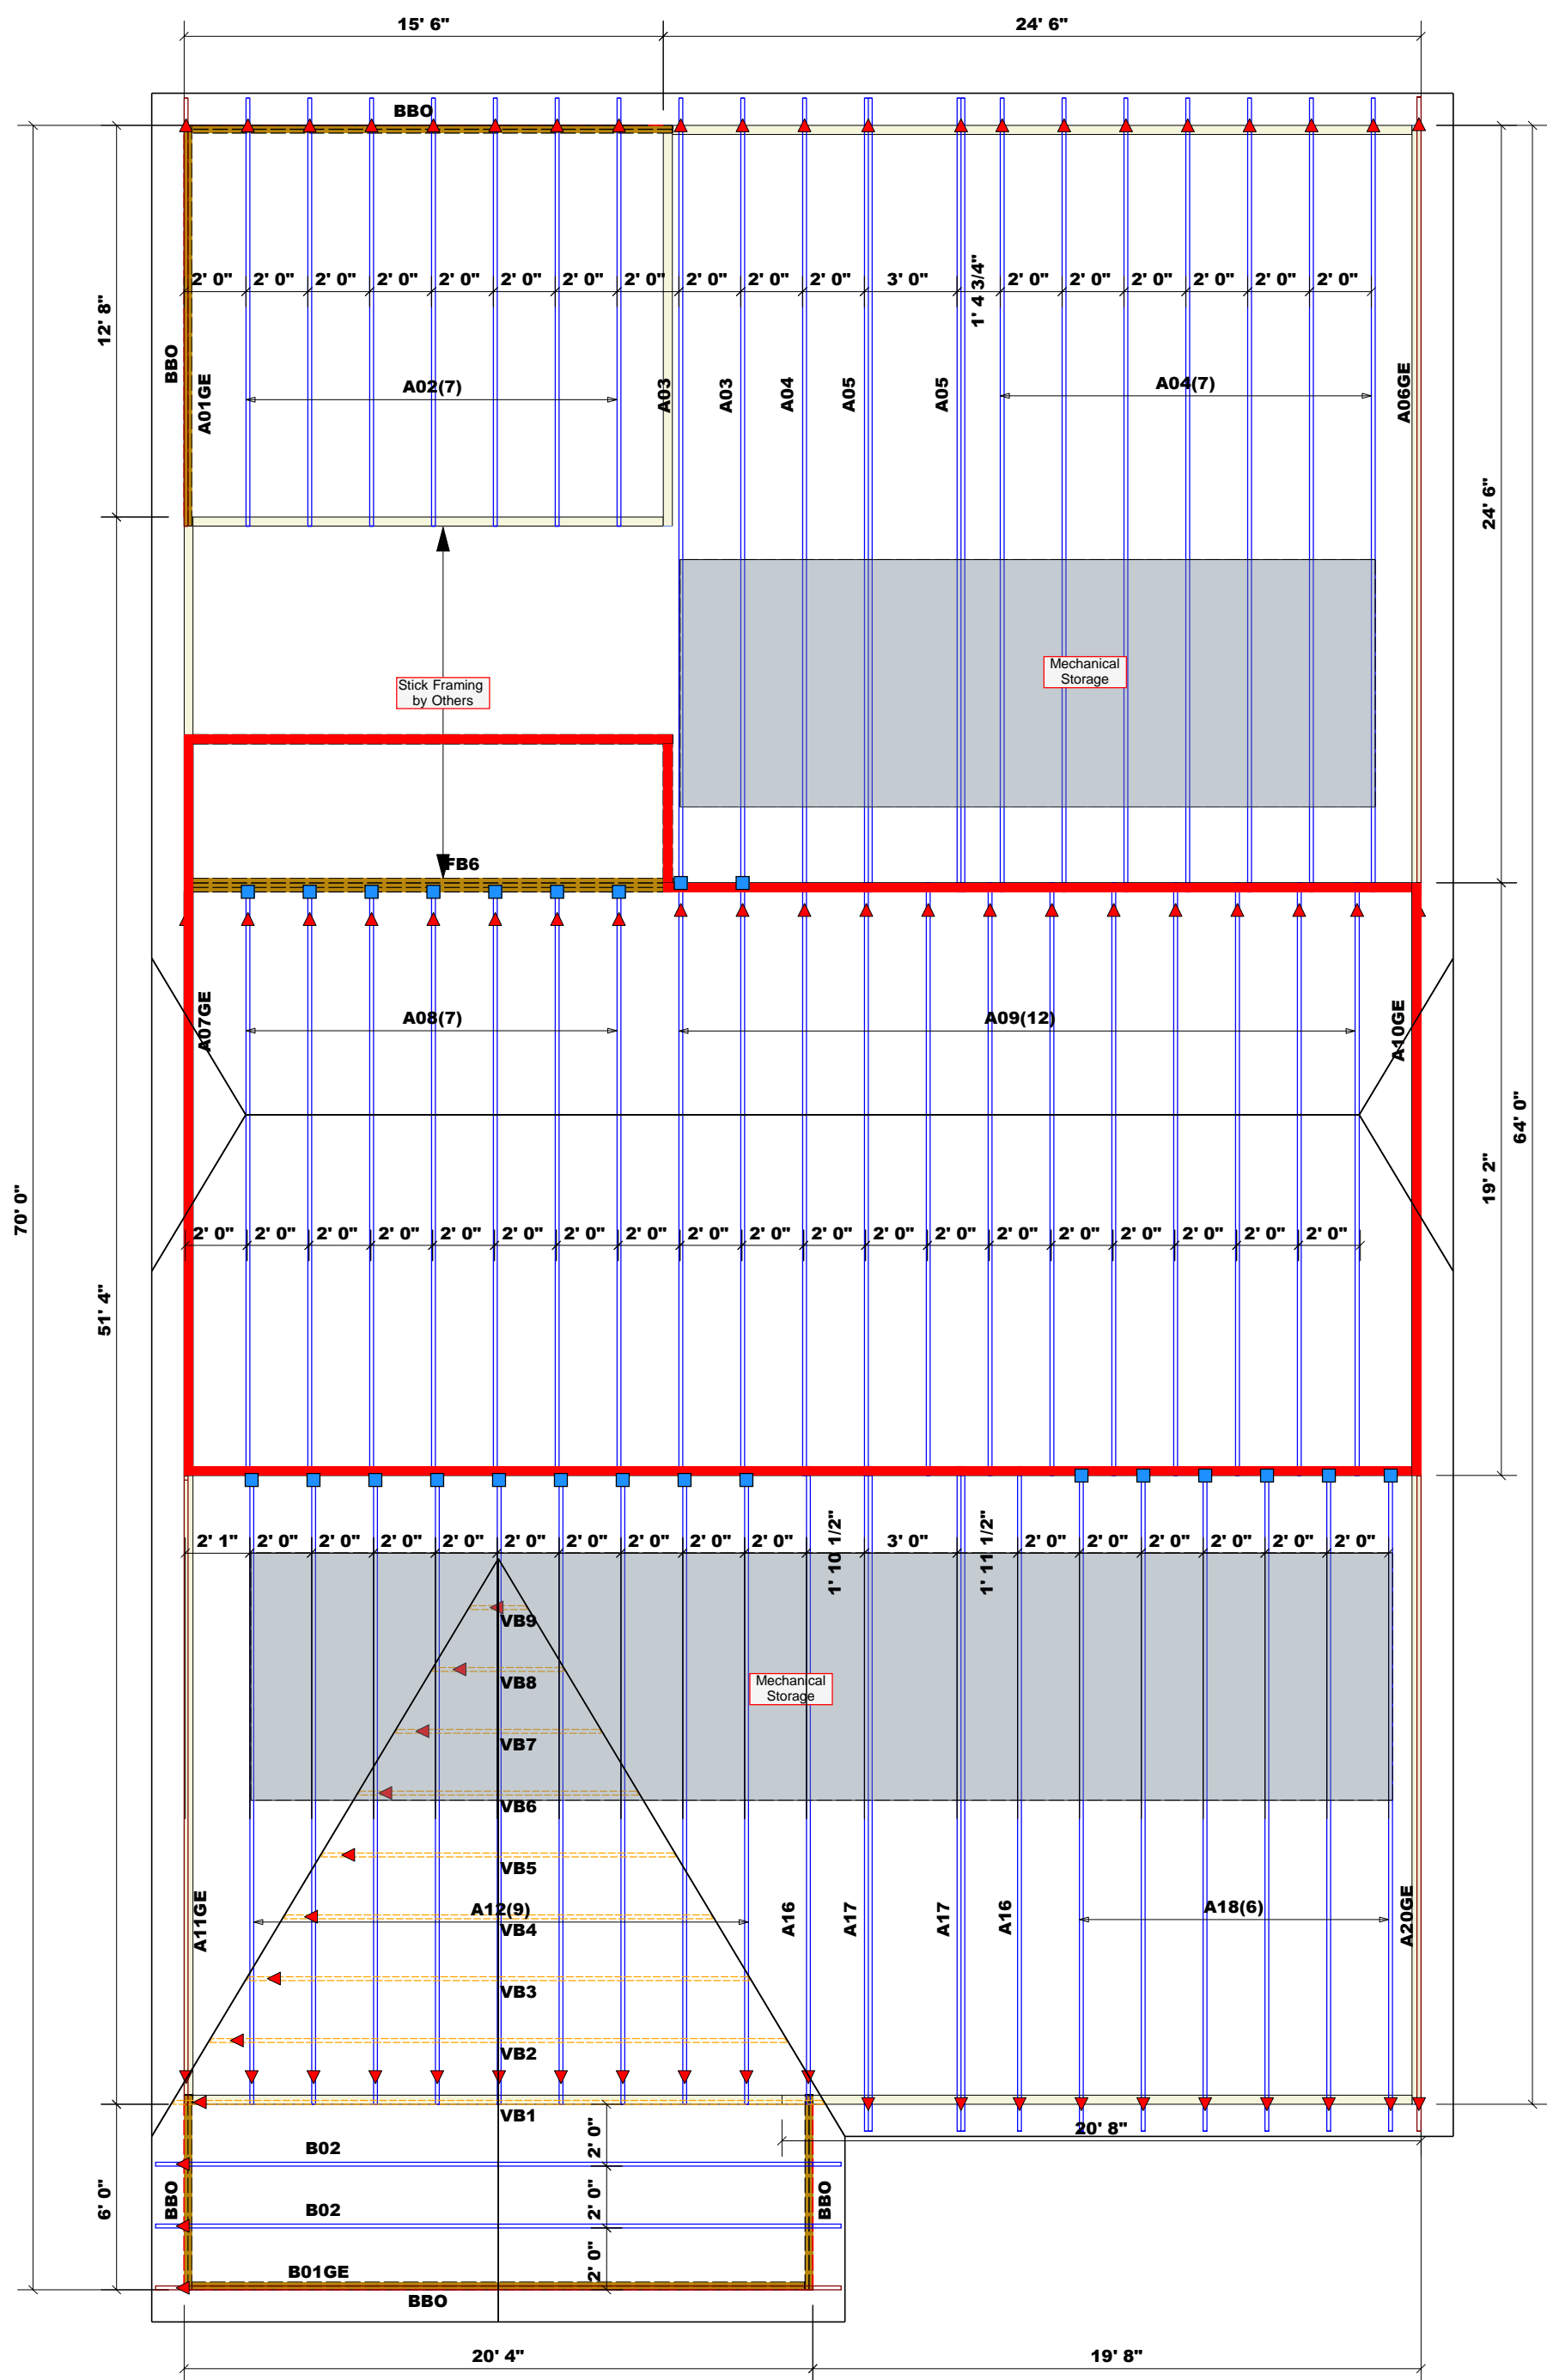 15' 6"
24' 6"
BBO
2' 0" 2' 0" 2' 0" 2' 0" 2' 0" 2' 0" 2' 0" 2' 0" 2' 0" 2' 0" 2' 0" 3' 0" 1' 4 3/4" 2' 0" 2' 0" 2' 0" 2' 0" 2' 0" 2' 0"
12' 8"
BBO
A01GE
A02(7)
A03
A03
A04
A05
A05
A04(7)
A06GE
24' 6"
Mechanical
Storage
Stick Framing
by Others
FB6
A07GE
A08(7)
A09(12)
A10GE
64' 0"
19' 2"
70' 0"
51' 4"
2' 0" 2' 0" 2' 0" 2' 0" 2' 0" 2' 0" 2' 0" 2' 0" 2' 0" 2' 0" 2' 0" 2' 0" 2' 0" 2' 0" 2' 0" 2' 0" 2' 0" 2' 0" 2' 0"
2' 1" 2' 0" 2' 0" 2' 0" 2' 0" 2' 0" 2' 0" 2' 0" 2' 0" 2' 0" 1' 10 1/2" 3' 0" 1' 11 1/2" 2' 0" 2' 0" 2' 0" 2' 0" 2' 0" 2' 0"
VB9
VB8
Mechanical
Storage
VB7
VB6
VB5
A11GE
A12(9)
VB4
A16
A17
A17
A16
A18(6)
A20GE
VB3
VB2
VB1
20' 8"
B02
2' 0"
6' 0"
BBO
BBO
B02
2' 0"
B01GE
2' 0"
BBO
20' 4"
19' 8"